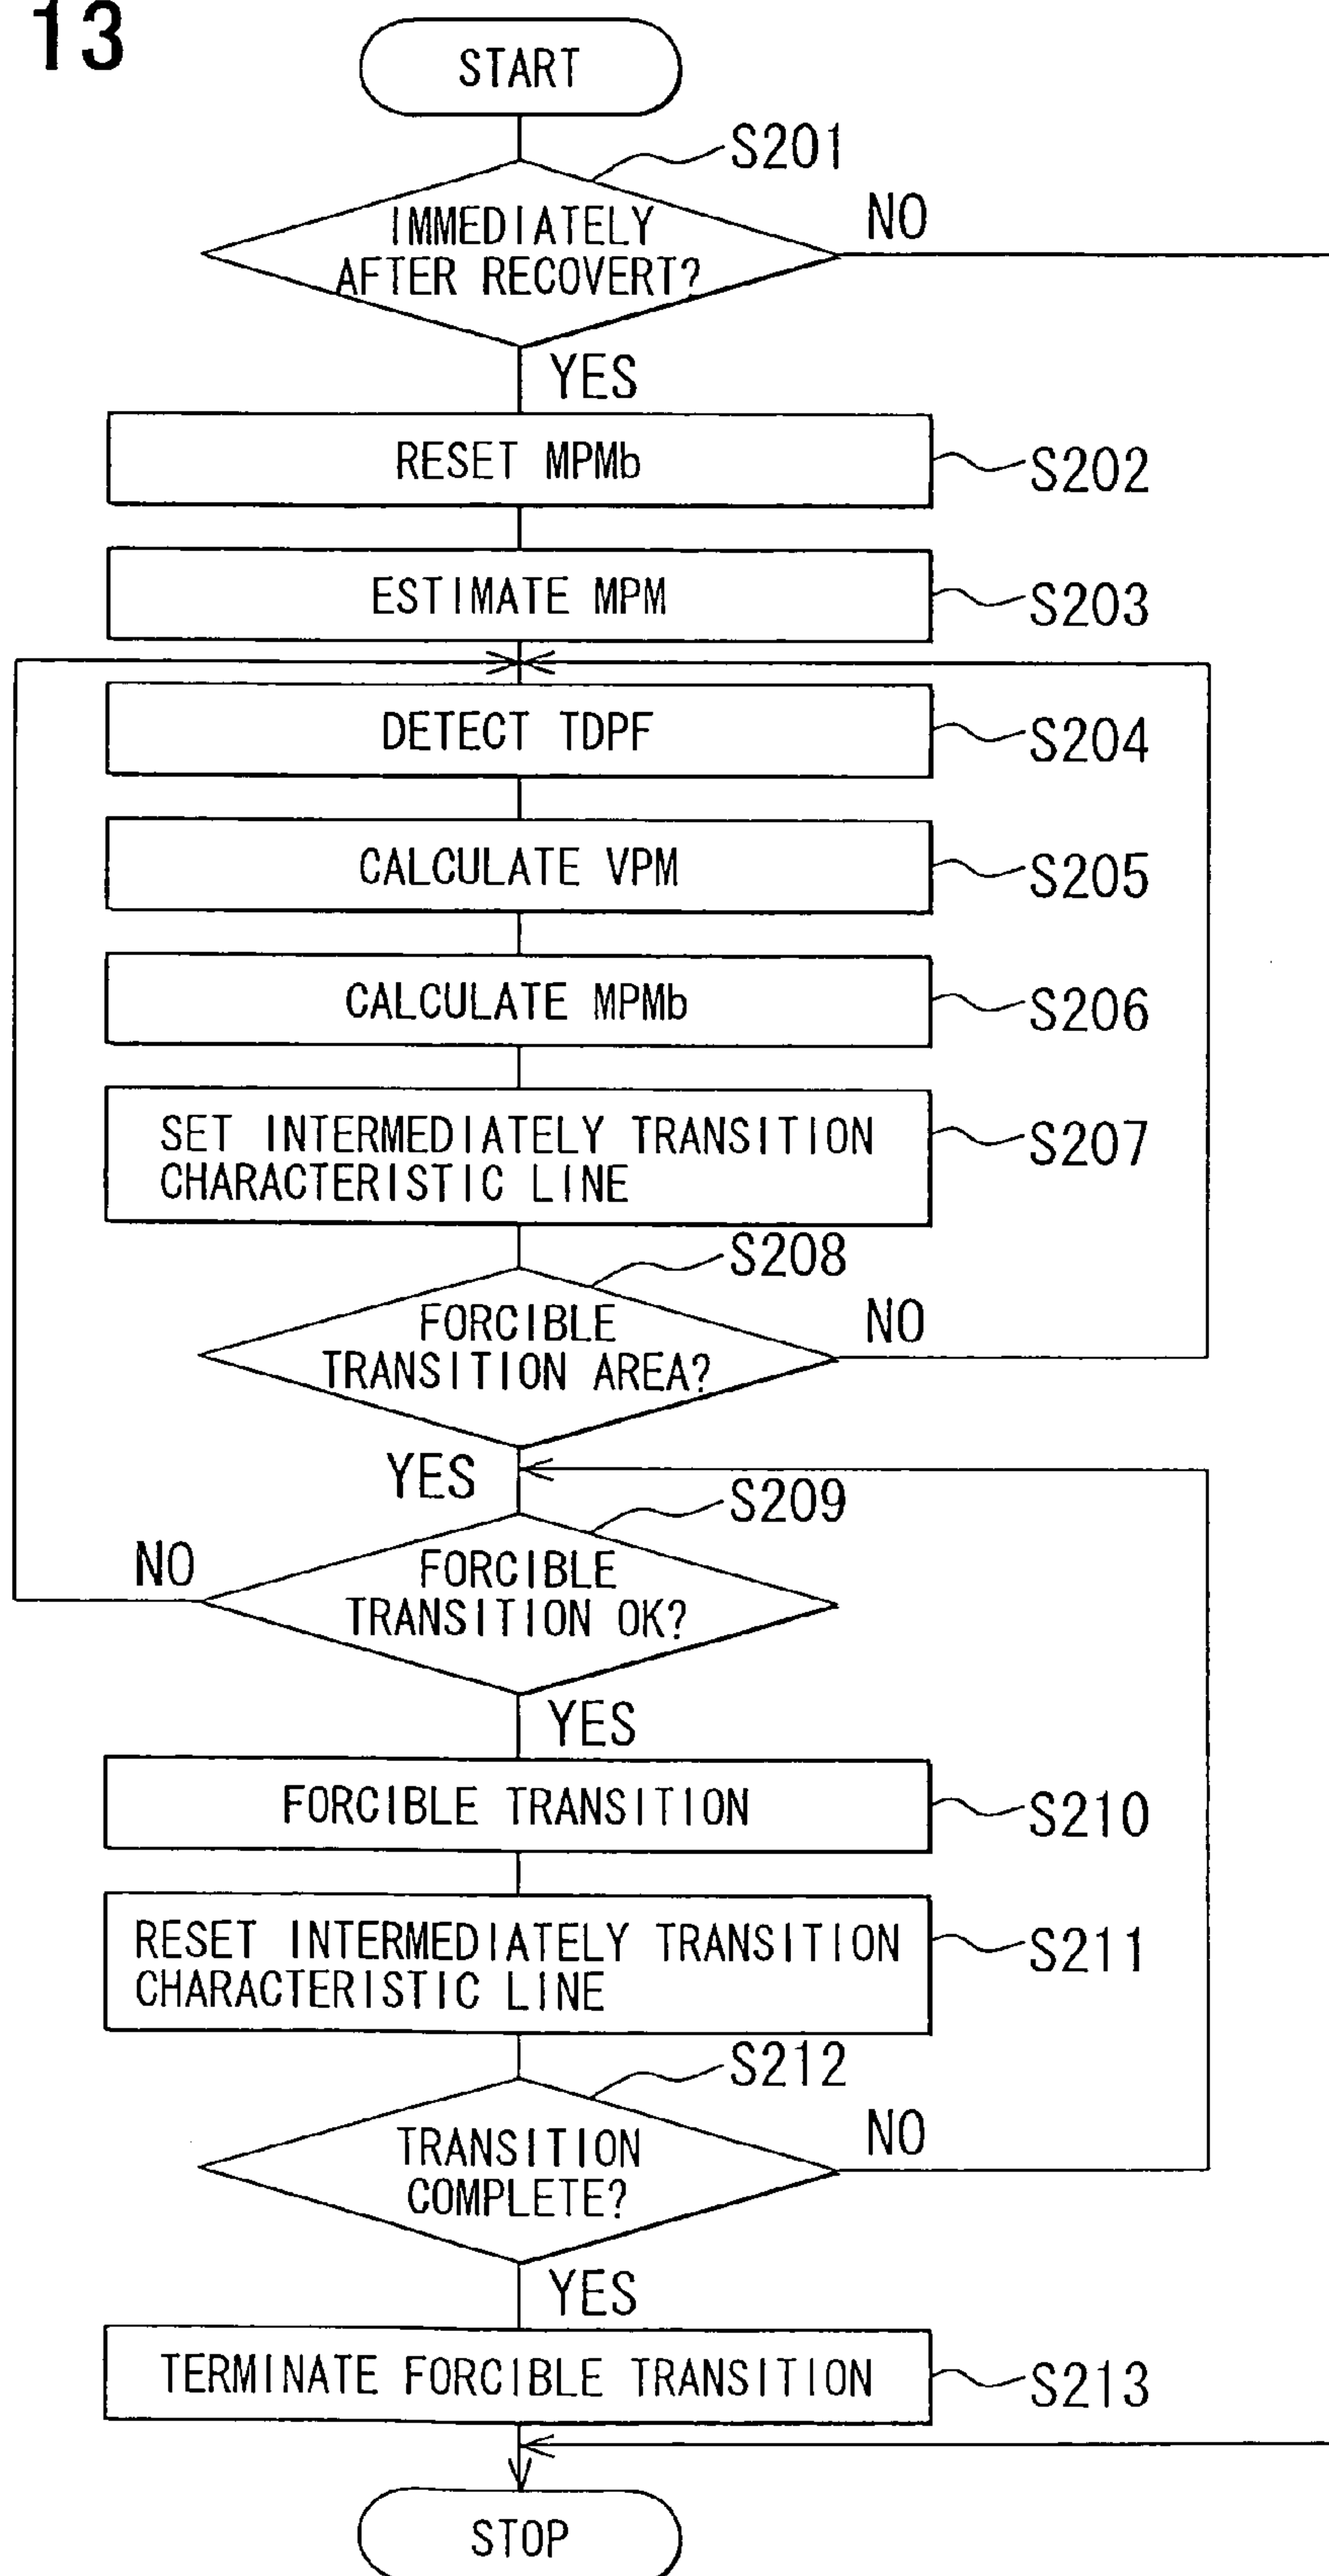 13
START
S201
IMMEDIATELY
AFTER RECOVERT?
NO
YES
RESET MPMb
S202
ESTIMATE MPM
S203
DETECT TDPF
S204
CALCULATE VPM
S205
CALCULATE MPMb
S206
SET INTERMEDIATELY TRANSITION
CHARACTERISTIC LINE
S207
S208
FORCIBLE
TRANSITION AREA?
NO
YES
S209
NO
FORCIBLE
TRANSITION OK?
YES
FORCIBLE TRANSITION
S210
RESET INTERMEDIATELY TRANSITION
CHARACTERISTIC LINE
S211
S212
TRANSITION
COMPLETE?
NO
YES
TERMINATE FORCIBLE TRANSITION
S213
STOP